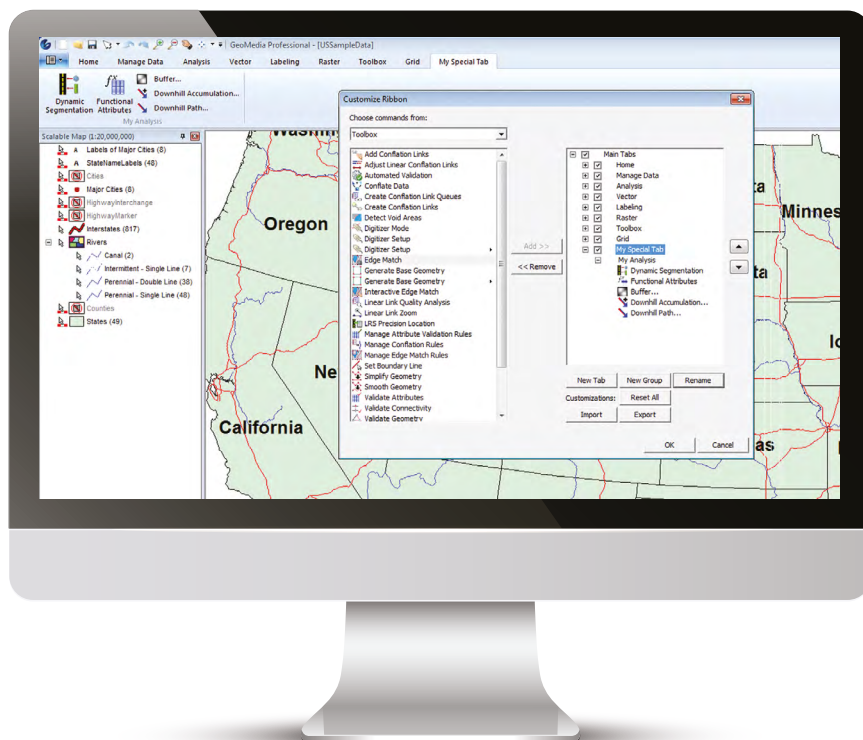 GeoMedia Professional - [USSampleData]
Home Manage Data Analysis Vector Labeling Raster Toolbox Grid My Special Tab
Dynamic Segmentation
Functional Attributes
Buffer...
Downhill Accumulation...
Downhill Path...
My Analysis
Scalable Map (1:20,000,000)
Labels of Major Cities (8)
StateNameLabels (48)
Cities
Major Cities (8)
HighwayInterchange
HighwayMarker
Interstates (817)
Rivers
Canal (2)
Intermittent - Single Line (7)
Perennial - Double Line (38)
Perennial - Single Line (48)
Counties
States (49)
Oregon
California
Ne
ta
Minnes
ta
Io
as
Customize Ribbon
Choose commands from:
Toolbox
Add Conflation Links
Adjust Linear Conflation Links
Automated Validation
Conflate Data
Create Conflation Link Queues
Create Conflation Links
Detect Void Areas
Digitizer Mode
Digitizer Setup
Digitizer Setup
Edge Match
Generate Base Geometry
Generate Base Geometry
Interactive Edge Match
Linear Link Quality Analysis
Linear Link Zoom
LRS Precision Location
Manage Attribute Validation Rules
Manage Conflation Rules
Manage Edge Match Rules
Set Boundary Line
Simplify Geometry
Smooth Geometry
Validate Attributes
Validate Connectivity
Validate Geometry
Add >>
<< Remove
Main Tabs
Home
Manage Data
Analysis
Vector
Labeling
Raster
Toolbox
Grid
My Special Tab
My Analysis
Dynamic Segmentation
Functional Attributes
Buffer...
Downhill Accumulation...
Downhill Path...
New Tab New Group Rename
Customizations: Reset All
Import Export
OK Cancel